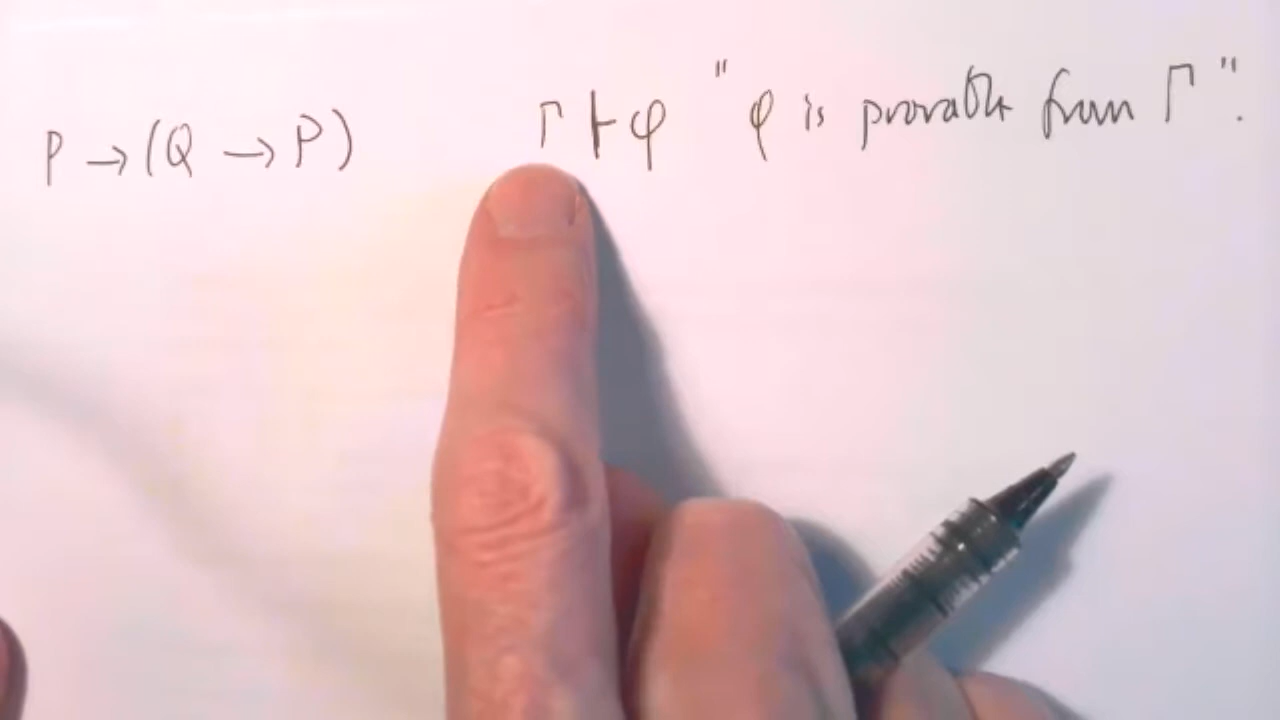 P → (Q → P) Γ ⊢ φ "φ is provable from Γ".